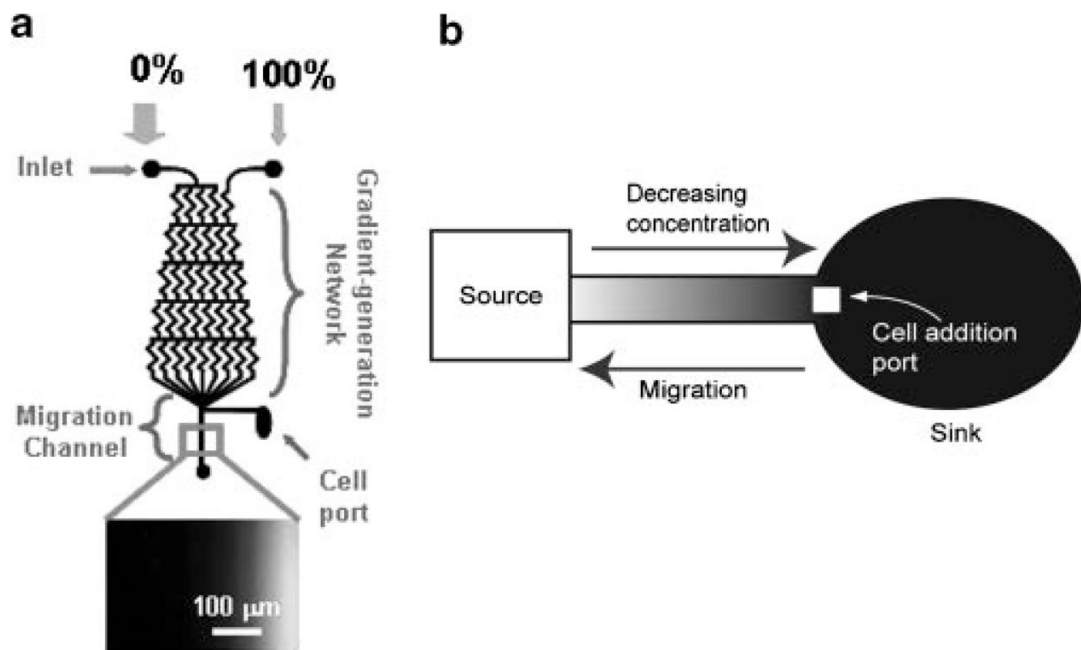 a
0%
100%
Inlet
Gradient-generation
Network
Migration
Channel
Cell
port
100 µm
b
Decreasing
concentration
Source
Cell addition
port
Migration
Sink